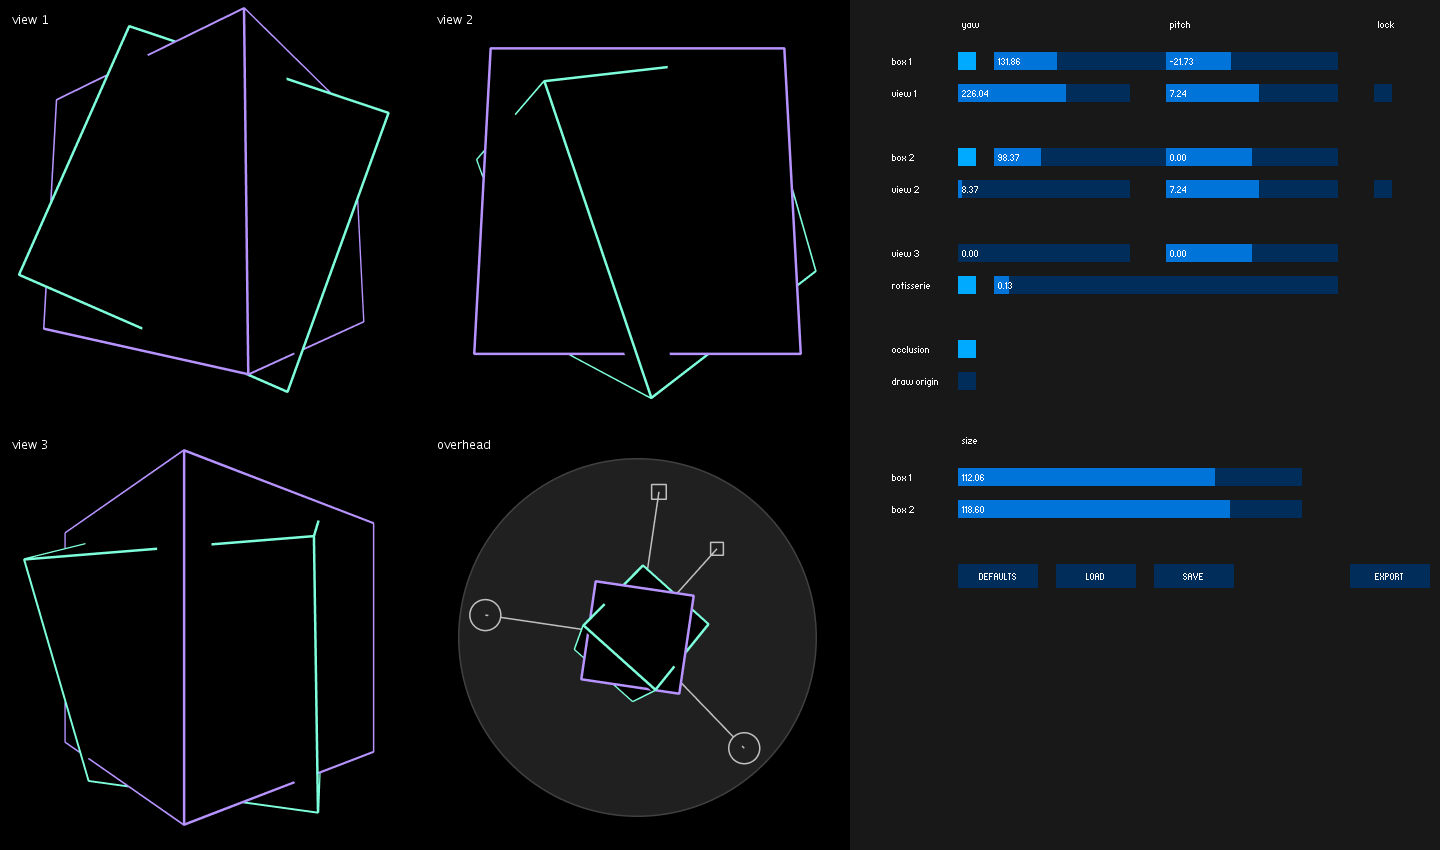 view 1
view 2
view 3
overhead
yaw pitch lock
box 1 131.86 -21.73
view 1 226.04 7.24
box 2 98.37 0.00
view 2 8.37 7.24
view 3 0.00 0.00
rotisserie 0.13
occlusion
draw origin
size
box 1 112.06
box 2 118.60
DEFAULTS LOAD SAVE EXPORT